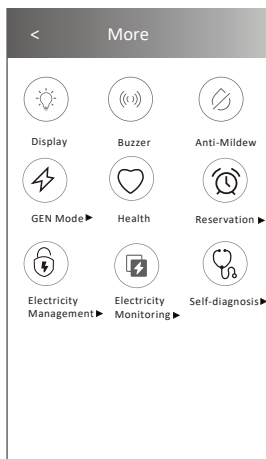 < More
Display Buzzer Anti-Mildew
GEN Mode► Health Reservation►
Electricity Management► Electricity Monitoring► Self-diagnosis►